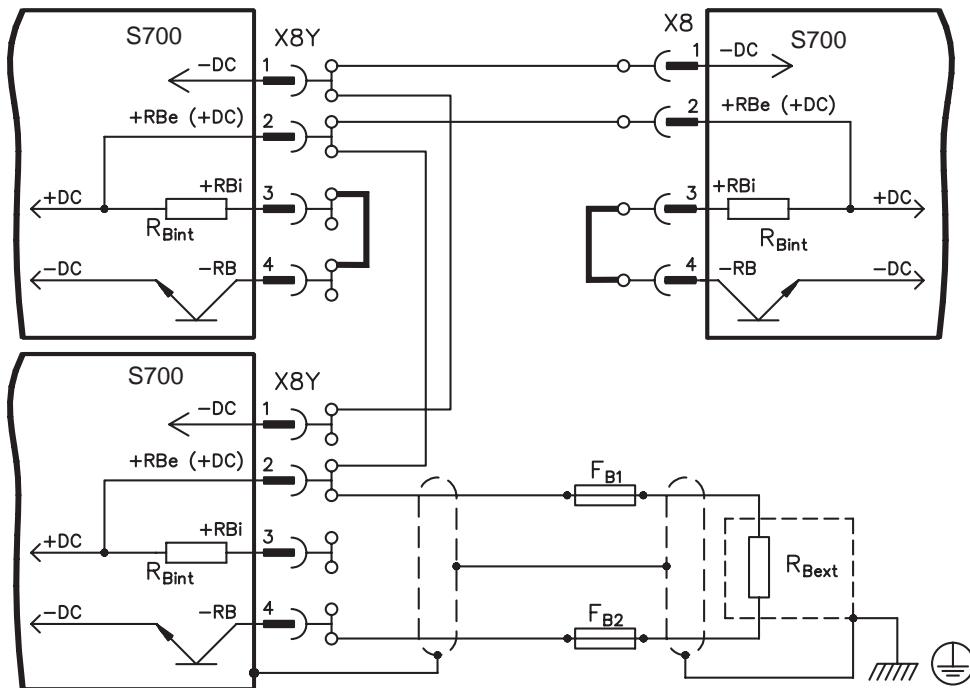 S700
X8Y
1
−DC
+RBe (+DC)
2
+DC
+RBi
3
RBint
−DC
−RB
4
X8
S700
1
−DC
2
+RBe (+DC)
3
+RBi
+DC
RBint
4
−RB
−DC
S700
X8Y
1
−DC
+RBe (+DC)
2
+DC
+RBi
3
RBint
−DC
−RB
4
FB1
RBext
FB2